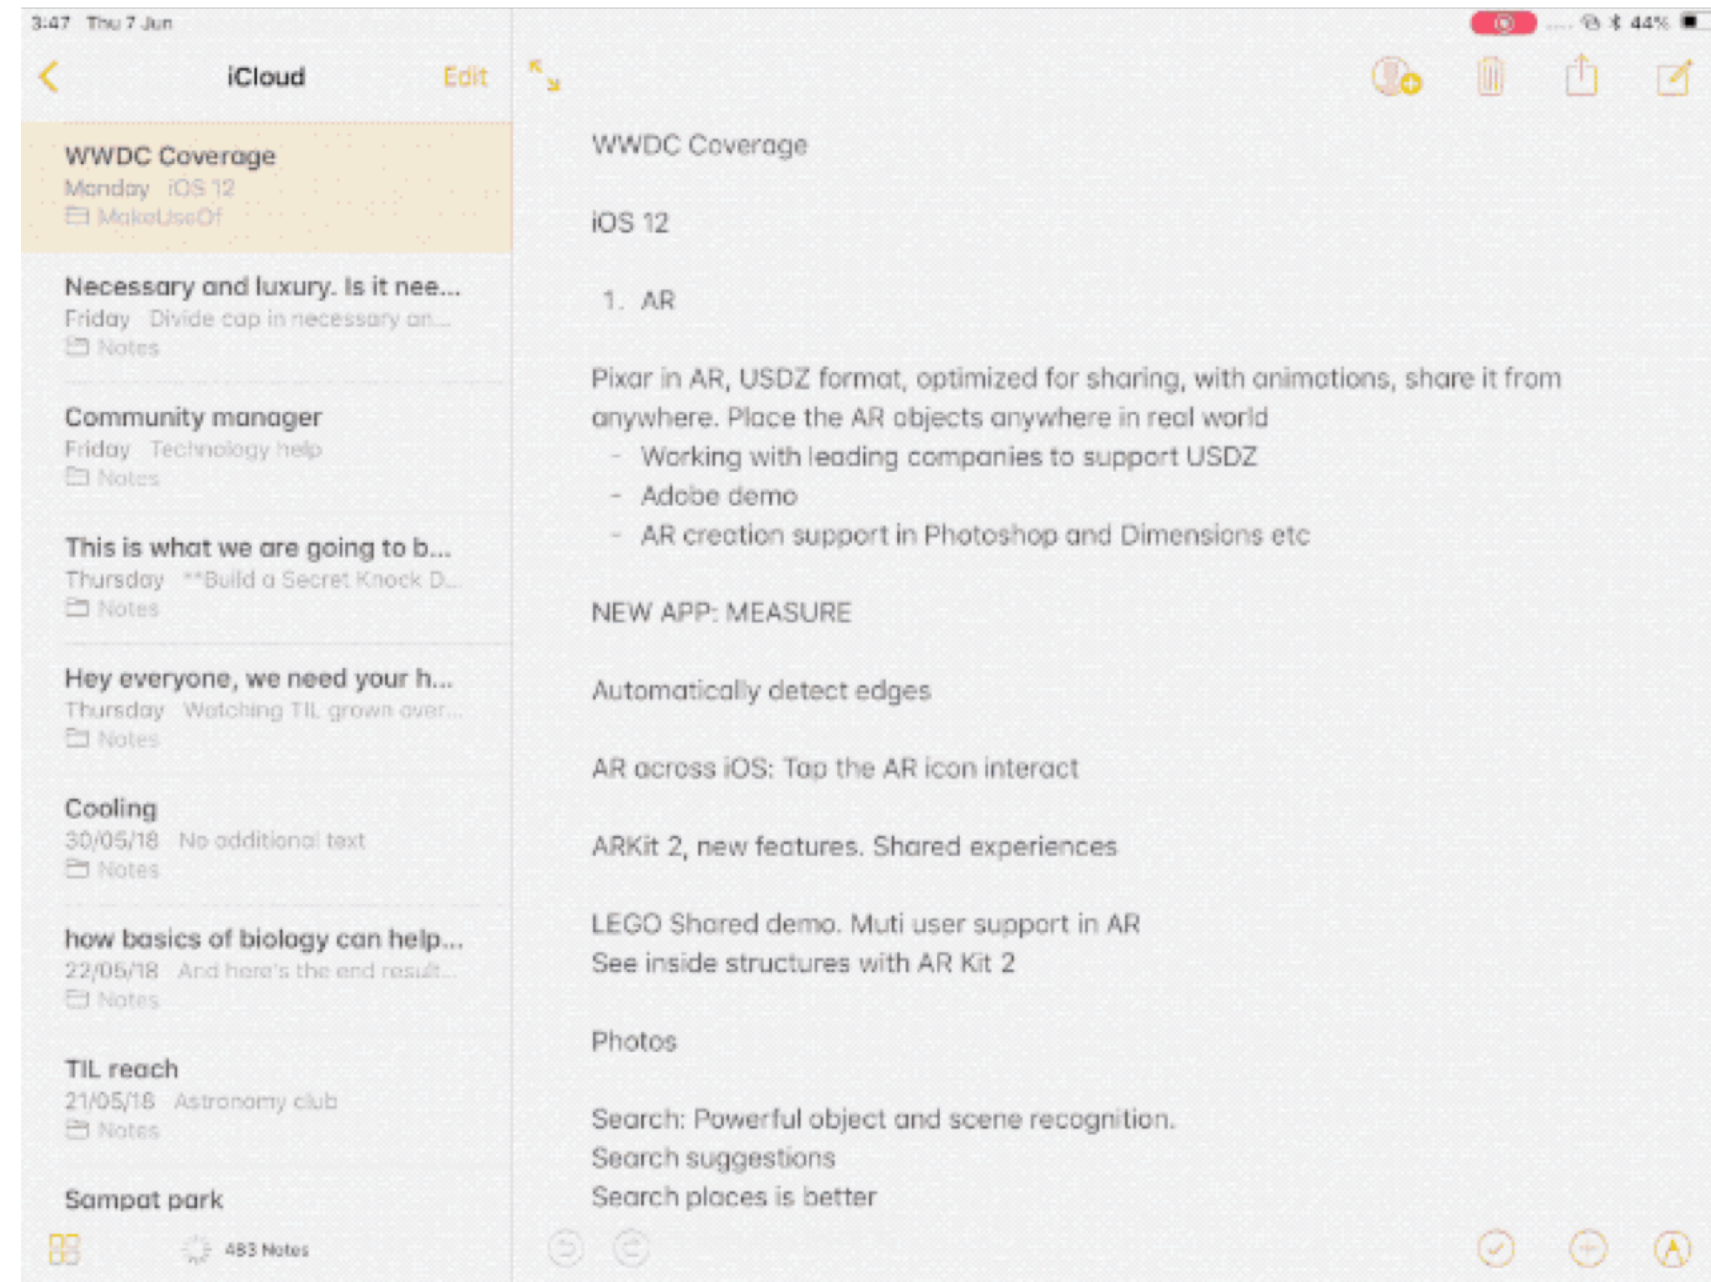 3:47 Thu 7 Jun
44%
iCloud
Edit
WWDC Coverage
Monday iOS 12
MakeUseOf
Necessary and luxury. Is it nee...
Friday Divide cap in necessary an...
Notes
Community manager
Friday Technology help
Notes
This is what we are going to b...
Thursday **Build a Secret Knock D...
Notes
Hey everyone, we need your h...
Thursday Watching TIL grown over...
Notes
Cooling
30/05/18 No additional text
Notes
how basics of biology can help...
22/05/18 And here's the end result...
Notes
TIL reach
21/05/18 Astronomy club
Notes
Sampat park
483 Notes
WWDC Coverage
iOS 12
1. AR
Pixar in AR, USDZ format, optimized for sharing, with animations, share it from
anywhere. Place the AR objects anywhere in real world
- Working with leading companies to support USDZ
- Adobe demo
- AR creation support in Photoshop and Dimensions etc
NEW APP: MEASURE
Automatically detect edges
AR across iOS: Tap the AR icon interact
ARKit 2, new features. Shared experiences
LEGO Shared demo. Muti user support in AR
See inside structures with AR Kit 2
Photos
Search: Powerful object and scene recognition.
Search suggestions
Search places is better